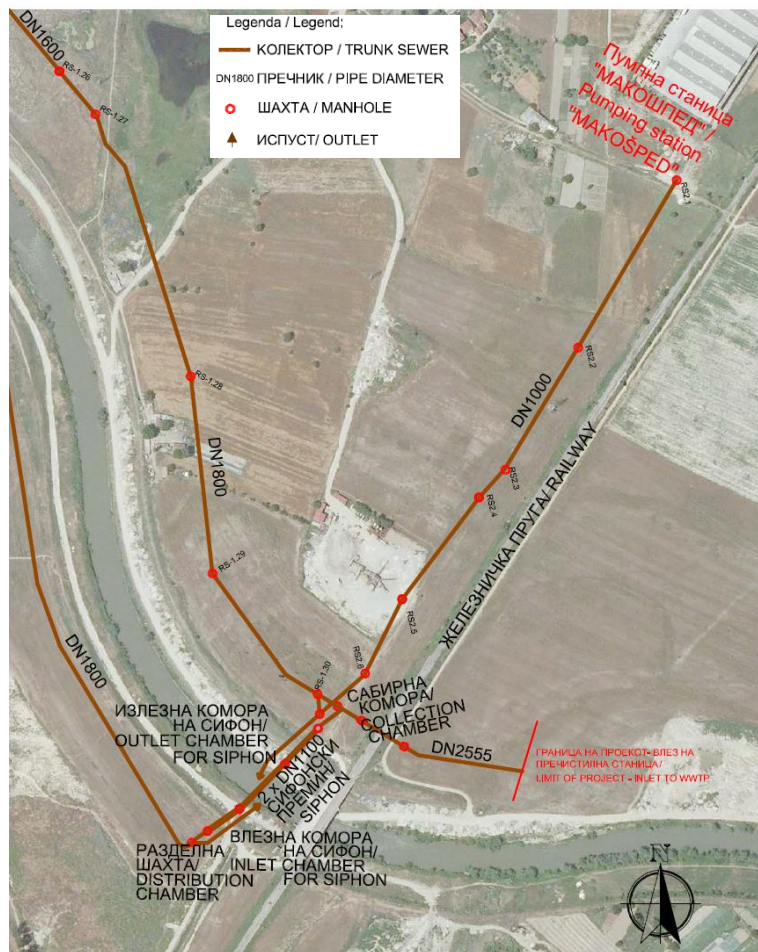 Legenda / Legend;
КОЛЕКТОР / TRUNK SEWER
DN1800 ПРЕЧНИК / PIPE DIAMETER
ШАХТА / MANHOLE
ИСПУСТ/ OUTLET
DN1600
RS-1.26
RS-1.27
Пумпна станица
"МАКОШПЕД" /
Pumping station
"MAKOŠPED"
RS2.1
RS2.2
DN1000
RS-1.28
DN1800
RS2.3
RS2.4
ЖЕЛЕЗНИЧКА ПРУГА/ RAILWAY
RS-1.29
RS2.5
DN1800
RS2.6
RS-1.30
САБИРНА
КОМОРА/
COLLECTION
CHAMBER
ИЗЛЕЗНА КОМОРА
НА СИФОН/
OUTLET CHAMBER
FOR SIPHON
DN2555
ГРАНИЦА НА ПРОЕКТ- ВЛЕЗ НА
ПРЕЧИСТИЛНА СТАНИЦА/
LIMIT OF PROJECT - INLET TO WWTP
2 x DN1100
СИФОНСКИ
ПРЕМИН/
SIPHON
РАЗДЕЛНА
ШАХТА/
DISTRIBUTION
CHAMBER
ВЛЕЗНА КОМОРА
НА СИФОН/
INLET CHAMBER
FOR SIPHON
N